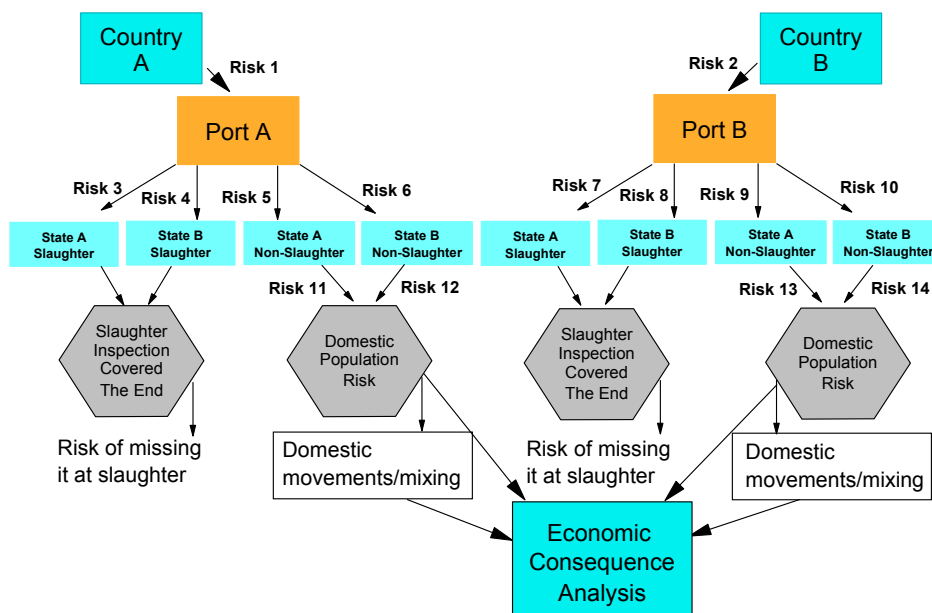 Country
A
Risk 1
Risk 2
Country
B
Port A
Port B
Risk 3
Risk 4
Risk 5
Risk 6
Risk 7
Risk 8
Risk 9
Risk 10
State A
Slaughter
State B
Slaughter
State A
Non-Slaughter
State B
Non-Slaughter
State A
Slaughter
State B
Slaughter
State A
Non-Slaughter
State B
Non-Slaughter
Risk 11
Risk 12
Risk 13
Risk 14
Slaughter
Inspection
Covered
The End
Domestic
Population
Risk
Slaughter
Inspection
Covered
The End
Domestic
Population
Risk
Risk of missing
it at slaughter
Domestic
movements/mixing
Risk of missing
it at slaughter
Domestic
movements/mixing
Economic
Consequence
Analysis